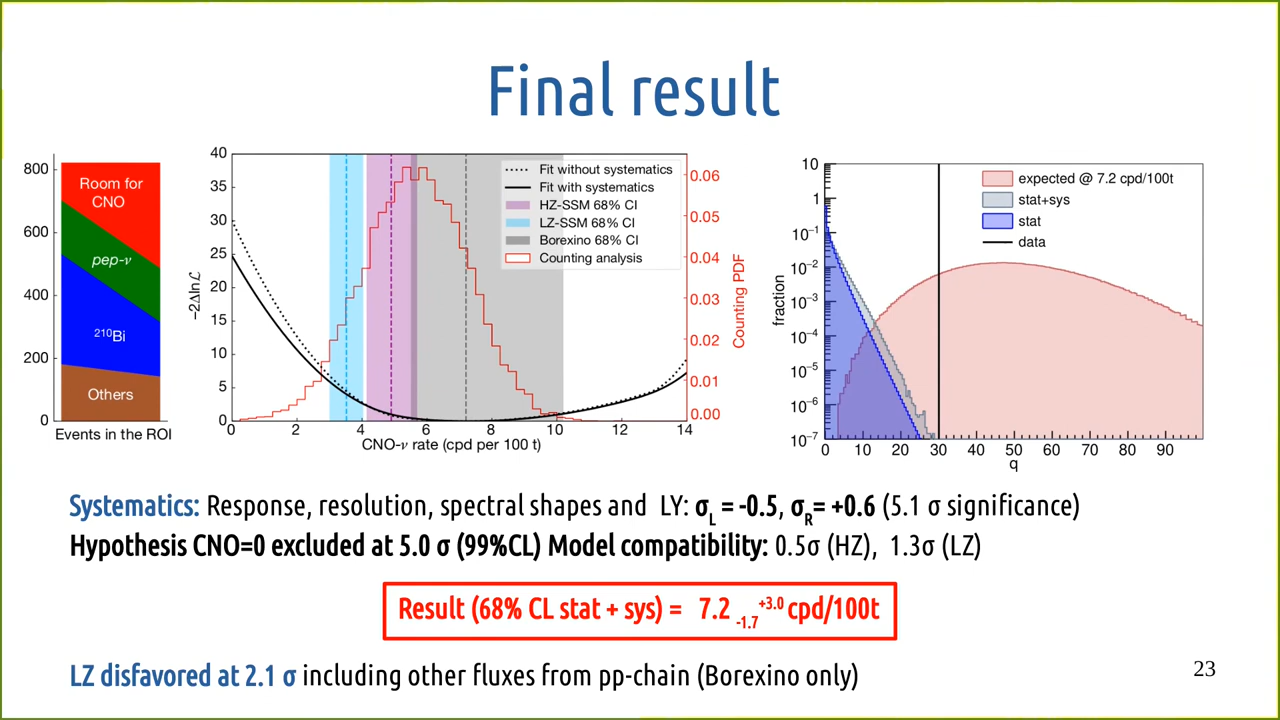 Final result
800
600
400
200
0
Room for
CNO
pep-ν
²¹⁰Bi
Others
Events in the ROI
40
35
30
25
20
15
10
5
0
−2Δlnℒ
0 2 4 6 8 10 12 14
CNO-ν rate (cpd per 100 t)
Fit without systematics
Fit with systematics
HZ-SSM 68% CI
LZ-SSM 68% CI
Borexino 68% CI
Counting analysis
0.06
0.05
0.04
0.03
0.02
0.01
0.00
Counting PDF
10
1
10⁻¹
10⁻²
10⁻³
10⁻⁴
10⁻⁵
10⁻⁶
10⁻⁷
fraction
expected @ 7.2 cpd/100t
stat+sys
stat
data
0 10 20 30 40 50 60 70 80 90
q
Systematics: Response, resolution, spectral shapes and LY: σL = -0.5, σR= +0.6 (5.1 σ significance)
Hypothesis CNO=0 excluded at 5.0 σ (99%CL) Model compatibility: 0.5σ (HZ), 1.3σ (LZ)
Result (68% CL stat + sys) = 7.2 -1.7 +3.0 cpd/100t
LZ disfavored at 2.1 σ including other fluxes from pp-chain (Borexino only)
23